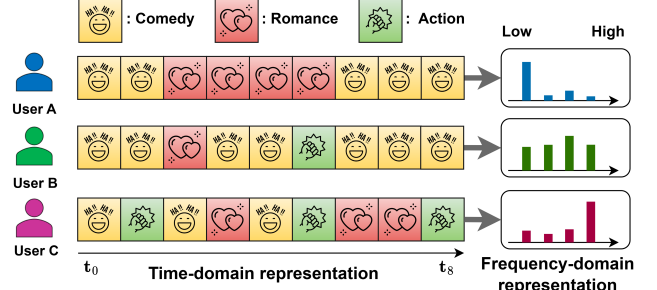 : Comedy : Romance : Action
Low High
User A
User B
User C
t0 t8
Time-domain representation
Frequency-domain
representation